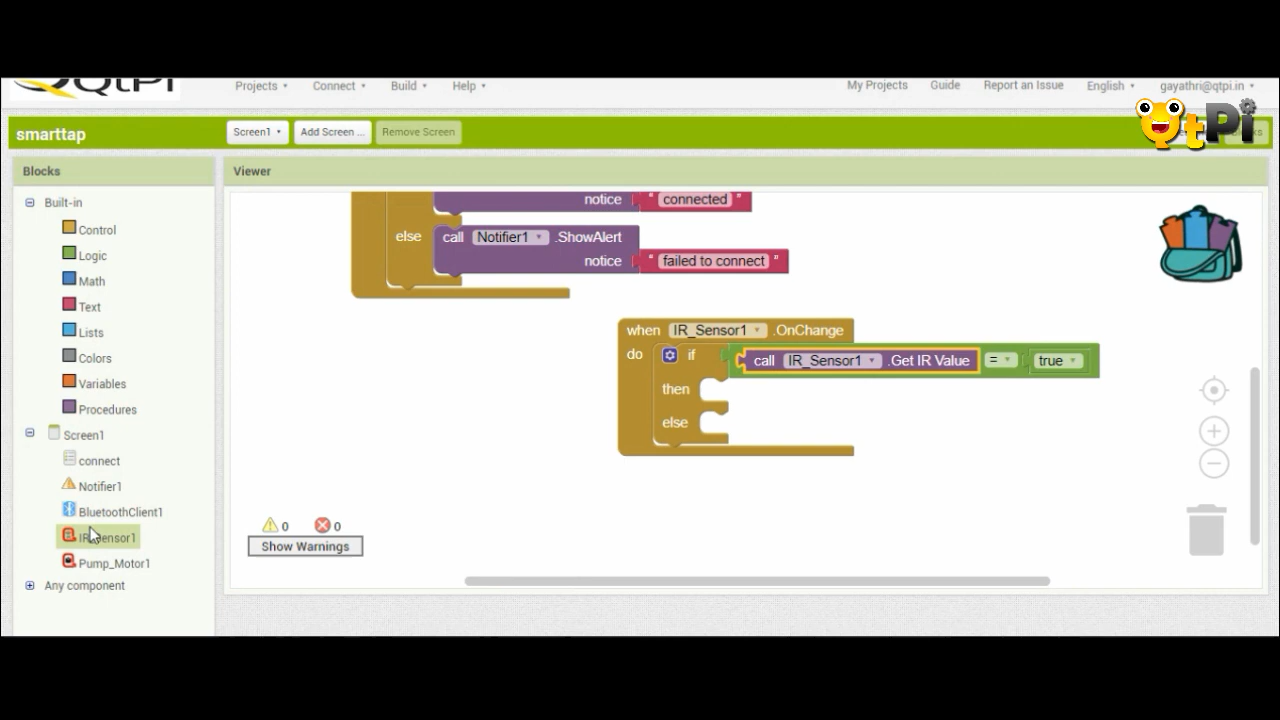 QtPi
Projects Connect Build Help My Projects Guide Report an Issue English gayathri@qtpi.in
QtPi
smarttap Screen1 Add Screen ... Remove Screen
Blocks Viewer
Built-in
Control
Logic
Math
Text
Lists
Colors
Variables
Procedures
Screen1
connect
Notifier1
BluetoothClient1
IR_Sensor1
Pump_Motor1
Any component
notice " connected "
else call Notifier1 .ShowAlert
notice " failed to connect "
when IR_Sensor1 .OnChange
do if call IR_Sensor1 .Get IR Value = true
then
else
0 0
Show Warnings